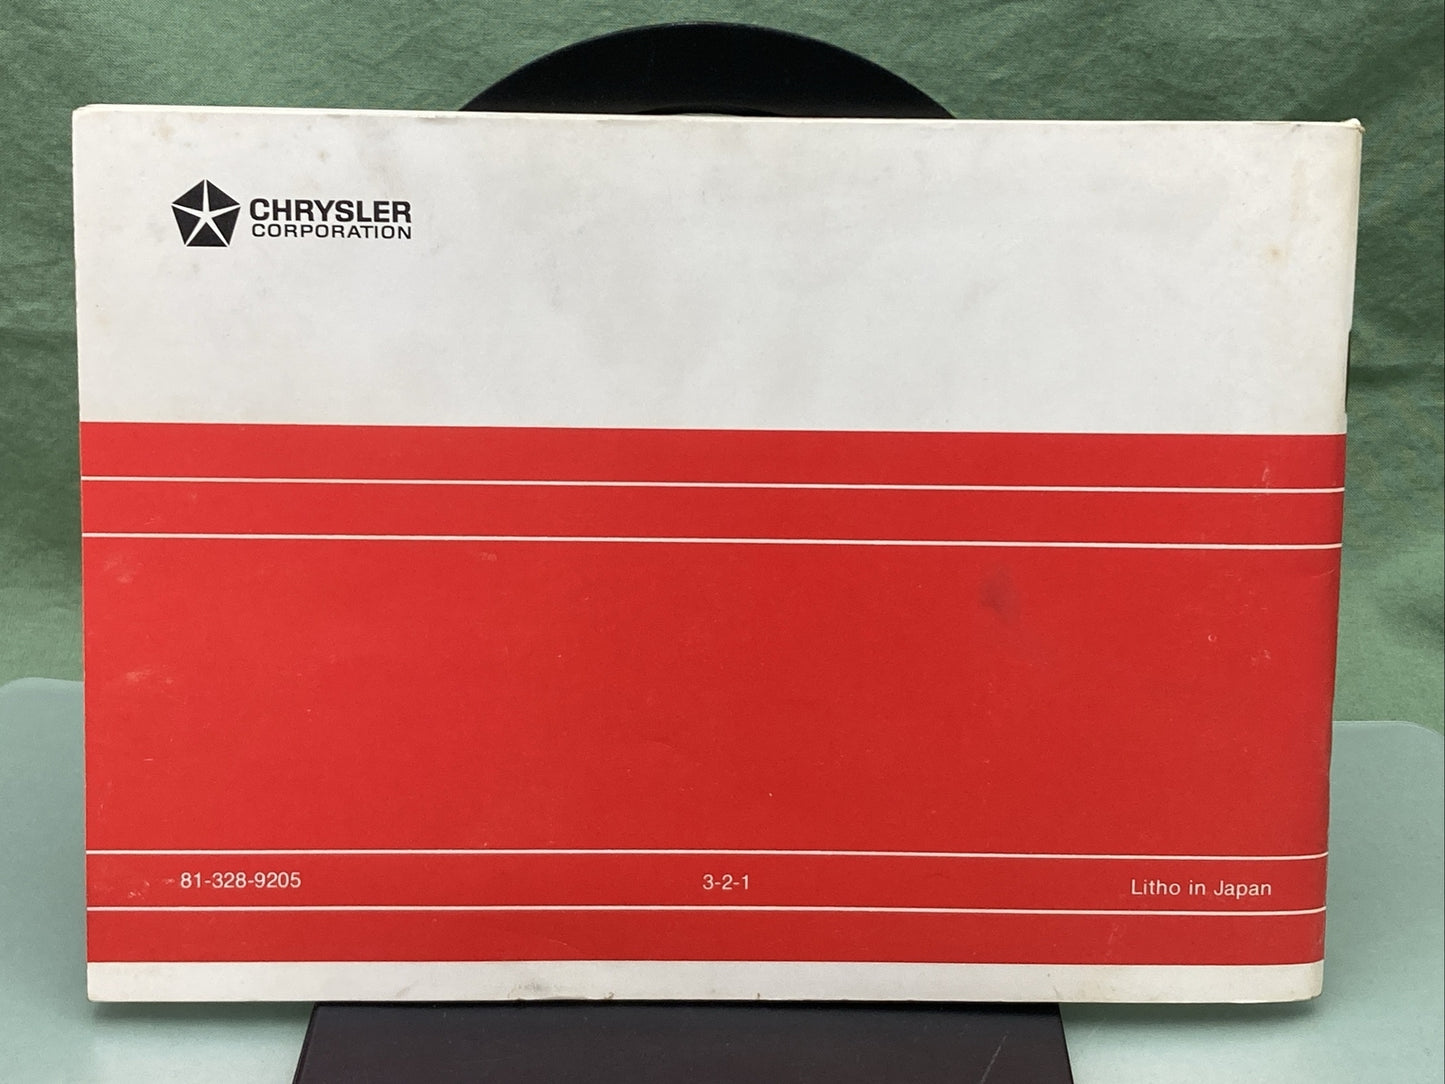 CHRYSLER
CORPORATION
81-328-9205 3-2-1 Litho in Japan